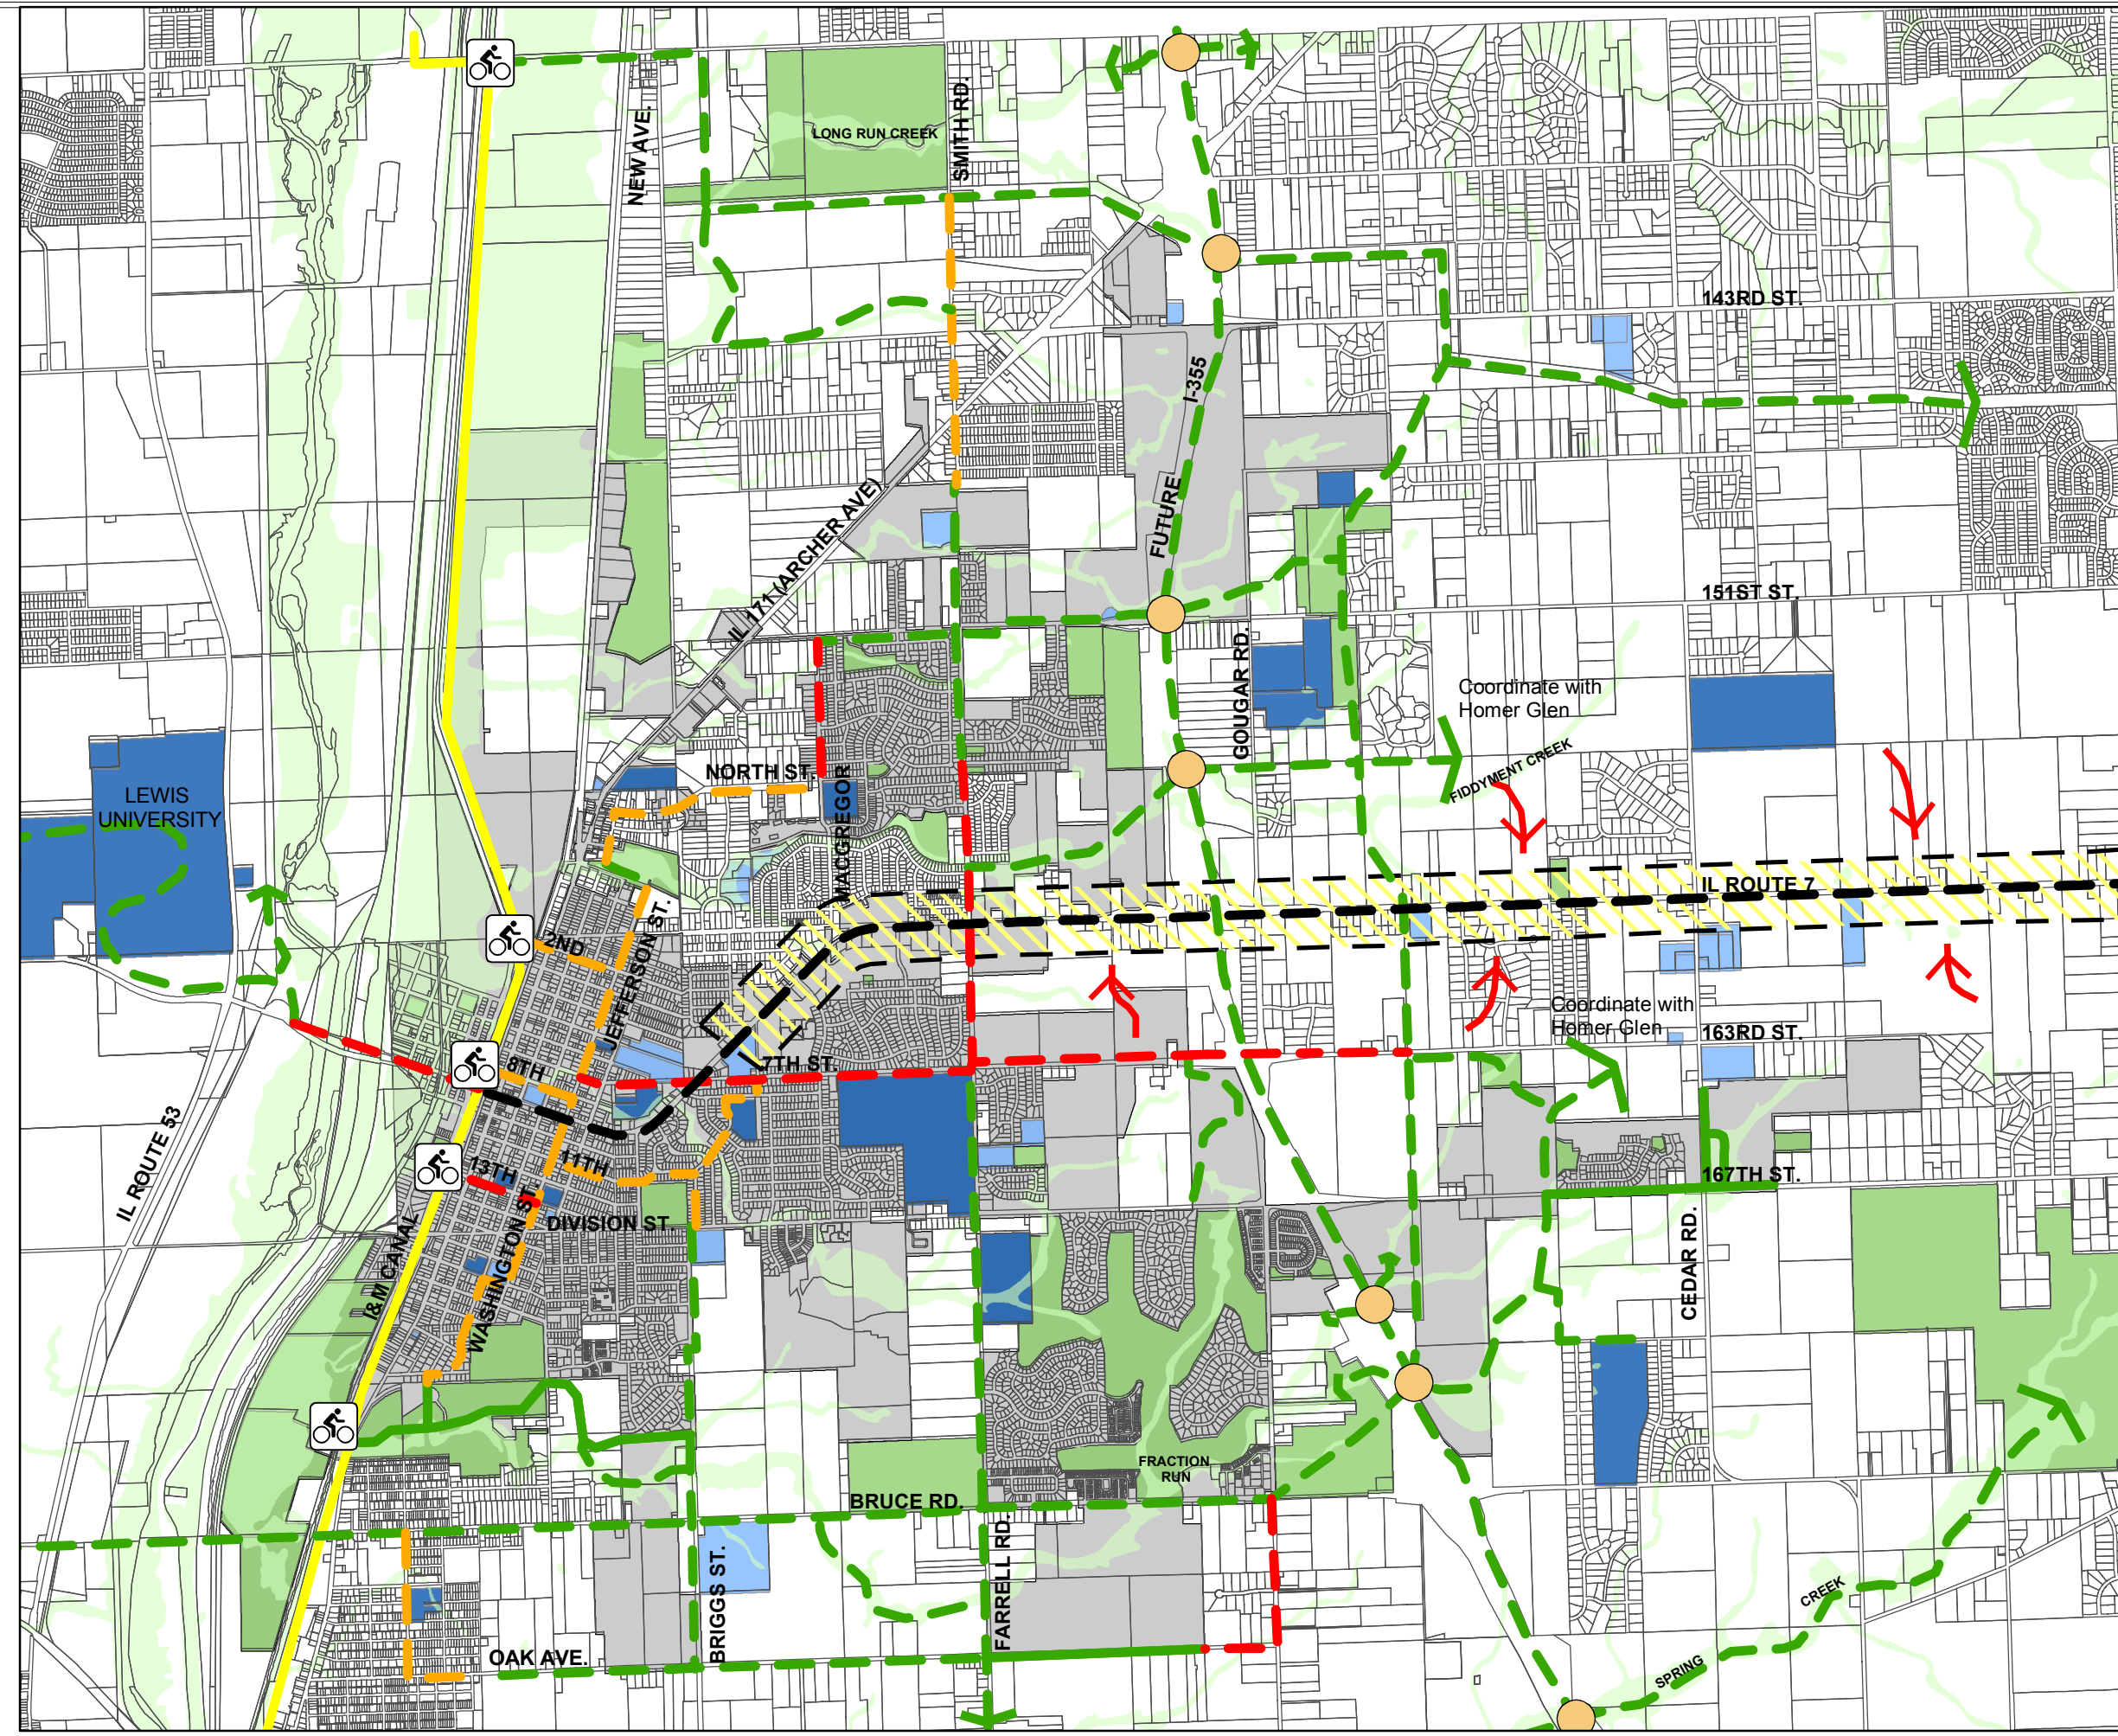 LONG RUN CREEK
SMITH RD.
NEW AVE.
143RD ST.
I-355
FUTURE
IL 171 (ARCHER AVE)
151ST ST.
GOUGAR RD.
Coordinate with
Homer Glen
FIDDYMENT CREEK
NORTH ST.
MACGREGOR
LEWIS
UNIVERSITY
IL ROUTE 7
2ND
JEFFERSON ST.
Coordinate with
Homer Glen
163RD ST.
7TH ST.
8TH
IL ROUTE 53
13TH
11TH
167TH ST.
DIVISION ST.
WASHINGTON ST.
I&M CANAL
CEDAR RD.
FRACTION
RUN
BRUCE RD.
FARRELL RD.
BRIGGS ST.
OAK AVE.
CREEK
SPRING